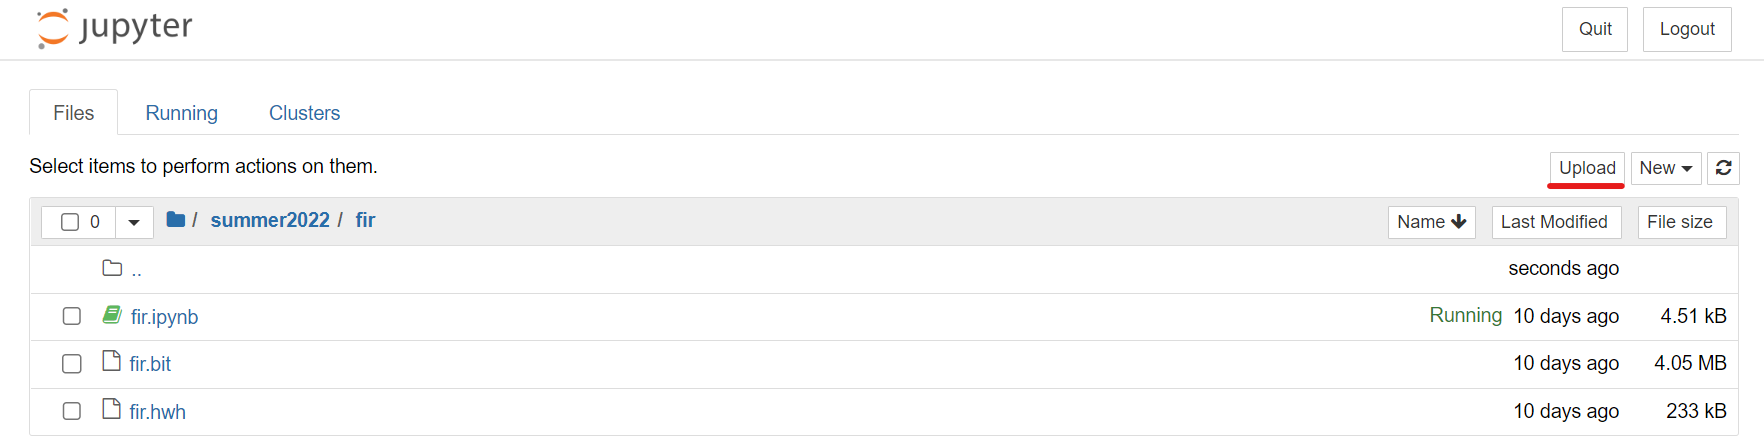 jupyter Quit Logout
Files Running Clusters
Select items to perform actions on them. Upload New
0 / summer2022 / fir Name Last Modified File size
.. seconds ago
fir.ipynb Running 10 days ago 4.51 kB
fir.bit 10 days ago 4.05 MB
fir.hwh 10 days ago 233 kB